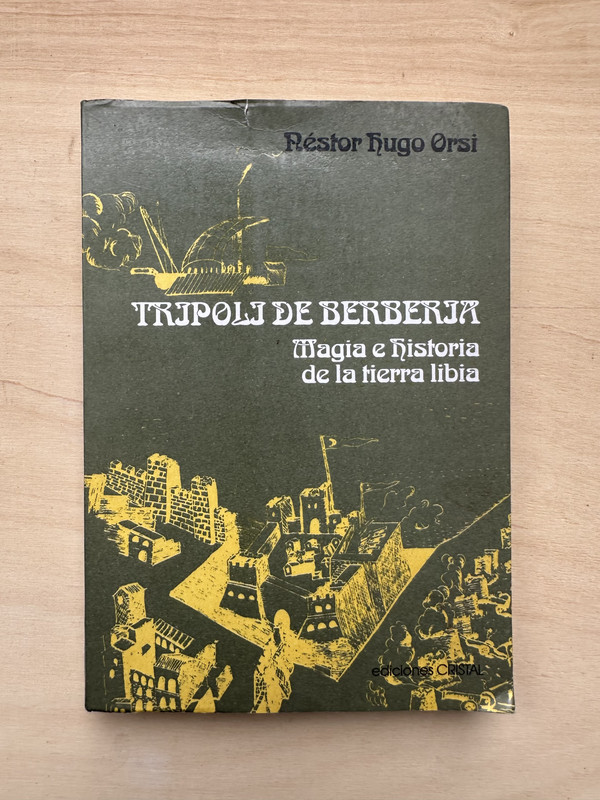 Néstor Hugo Orsi
TRIPOLI DE BERBERIA
Magia e historia
de la tierra libia
ediciones CRISTAL